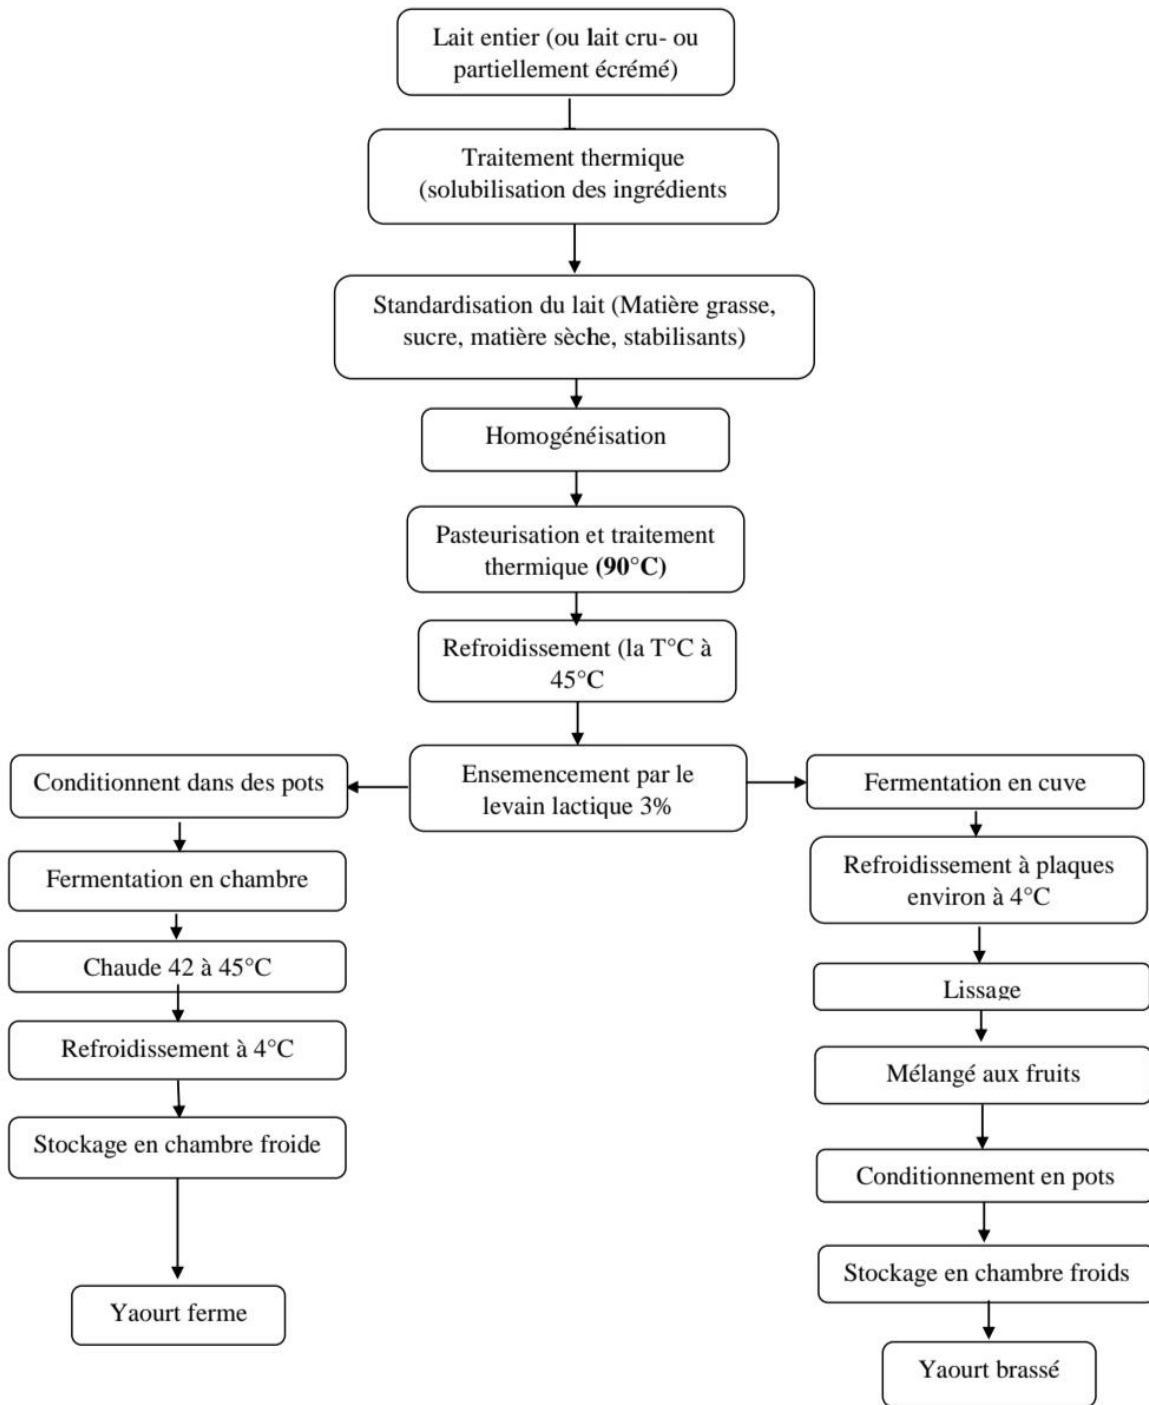 Lait entier (ou lait cru- ou
partiellement écrémé)
Traitement thermique
(solubilisation des ingrédients
Standardisation du lait (Matière grasse,
sucre, matière sèche, stabilisants)
Homogénéisation
Pasteurisation et traitement
thermique (90°C)
Refroidissement (la T°C à
45°C
Ensemencement par le
levain lactique 3%
Conditionnent dans des pots
Fermentation en chambre
Chaude 42 à 45°C
Refroidissement à 4°C
Stockage en chambre froide
Yaourt ferme
Fermentation en cuve
Refroidissement à plaques
environ à 4°C
Lissage
Mélangé aux fruits
Conditionnement en pots
Stockage en chambre froids
Yaourt brassé